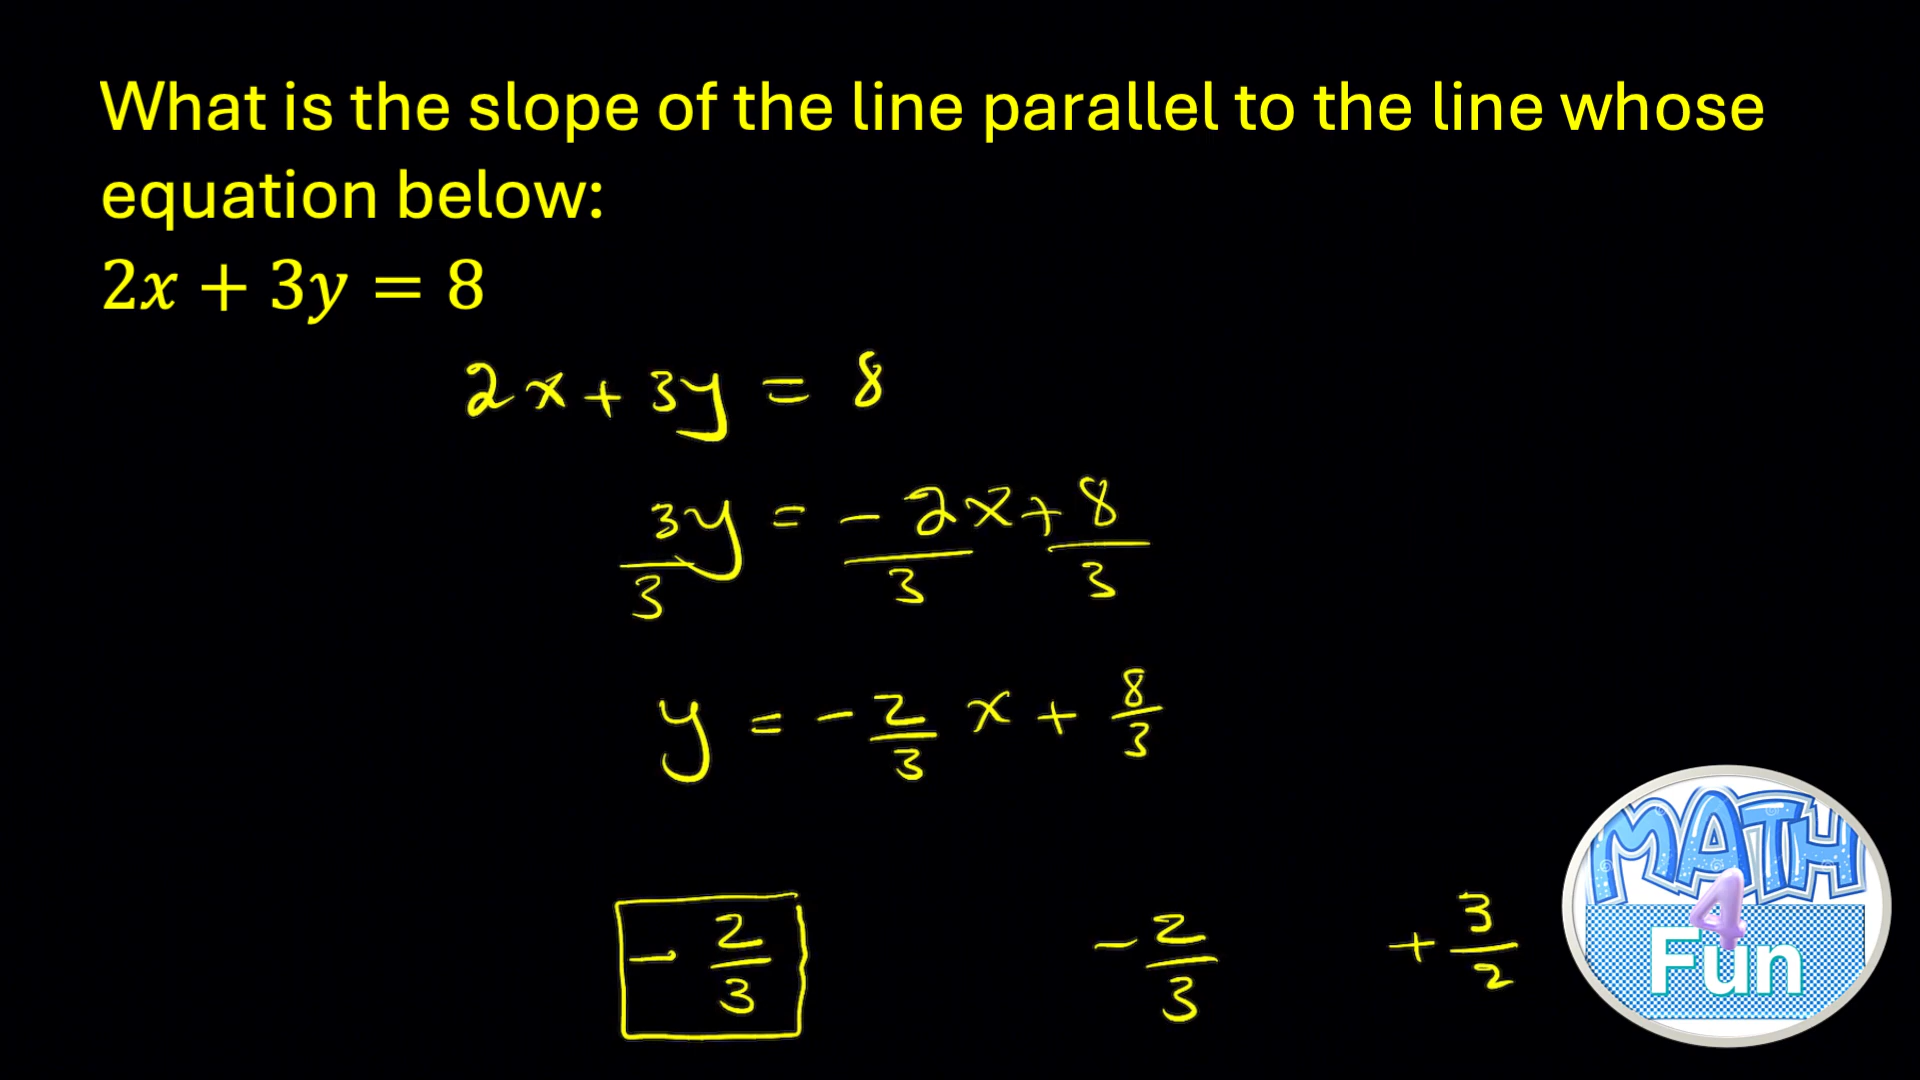 What is the slope of the line parallel to the line whose
equation below:
2x + 3y = 8
2x + 3y = 8
3y/3 = -2x/3 + 8/3
y = -2/3 x + 8/3
-2/3 -2/3 +3/2
MATH
4
Fun